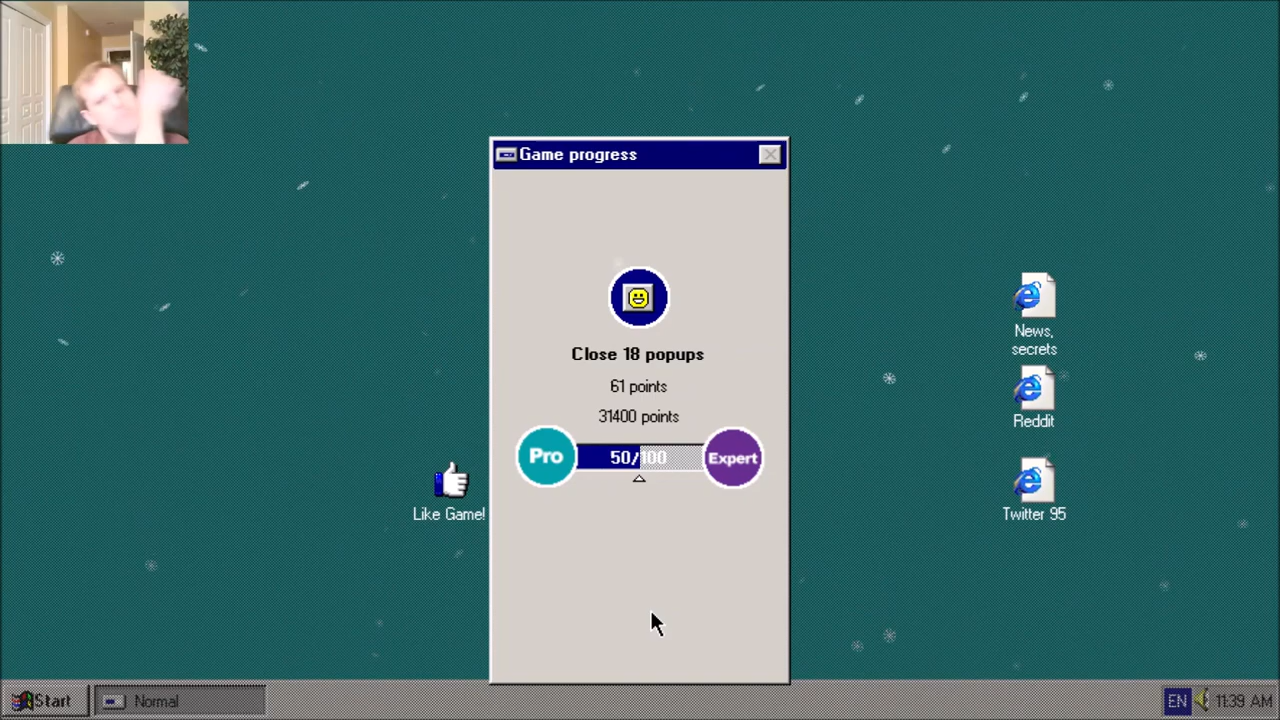 Game progress
Close 18 popups
61 points
31400 points
Pro
50/100
Expert
News,
secrets
Reddit
Like Game!
Twitter 95
Start
Normal
EN
11:39 AM